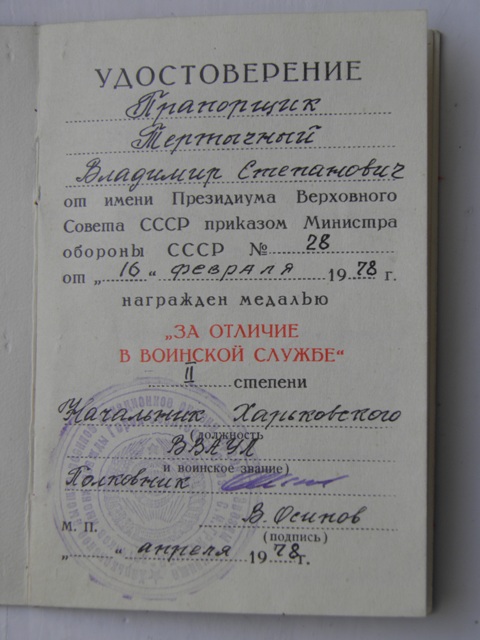 УДОСТОВЕРЕНИЕ
Прапорщик
Тертычный
Владимир Степанович
от имени Президиума Верховного
Совета СССР приказом Министра
обороны СССР № 28
от „16“ февраля 1978 г.
награжден медалью
„ЗА ОТЛИЧИЕ
В ВОИНСКОЙ СЛУЖБЕ“
II степени
Начальник Харьковского
(должность
ВВАУЛ
и воинское звание)
Полковник
В. Осипов
М. П.
(подпись)
„ “ апреля 1978 г.